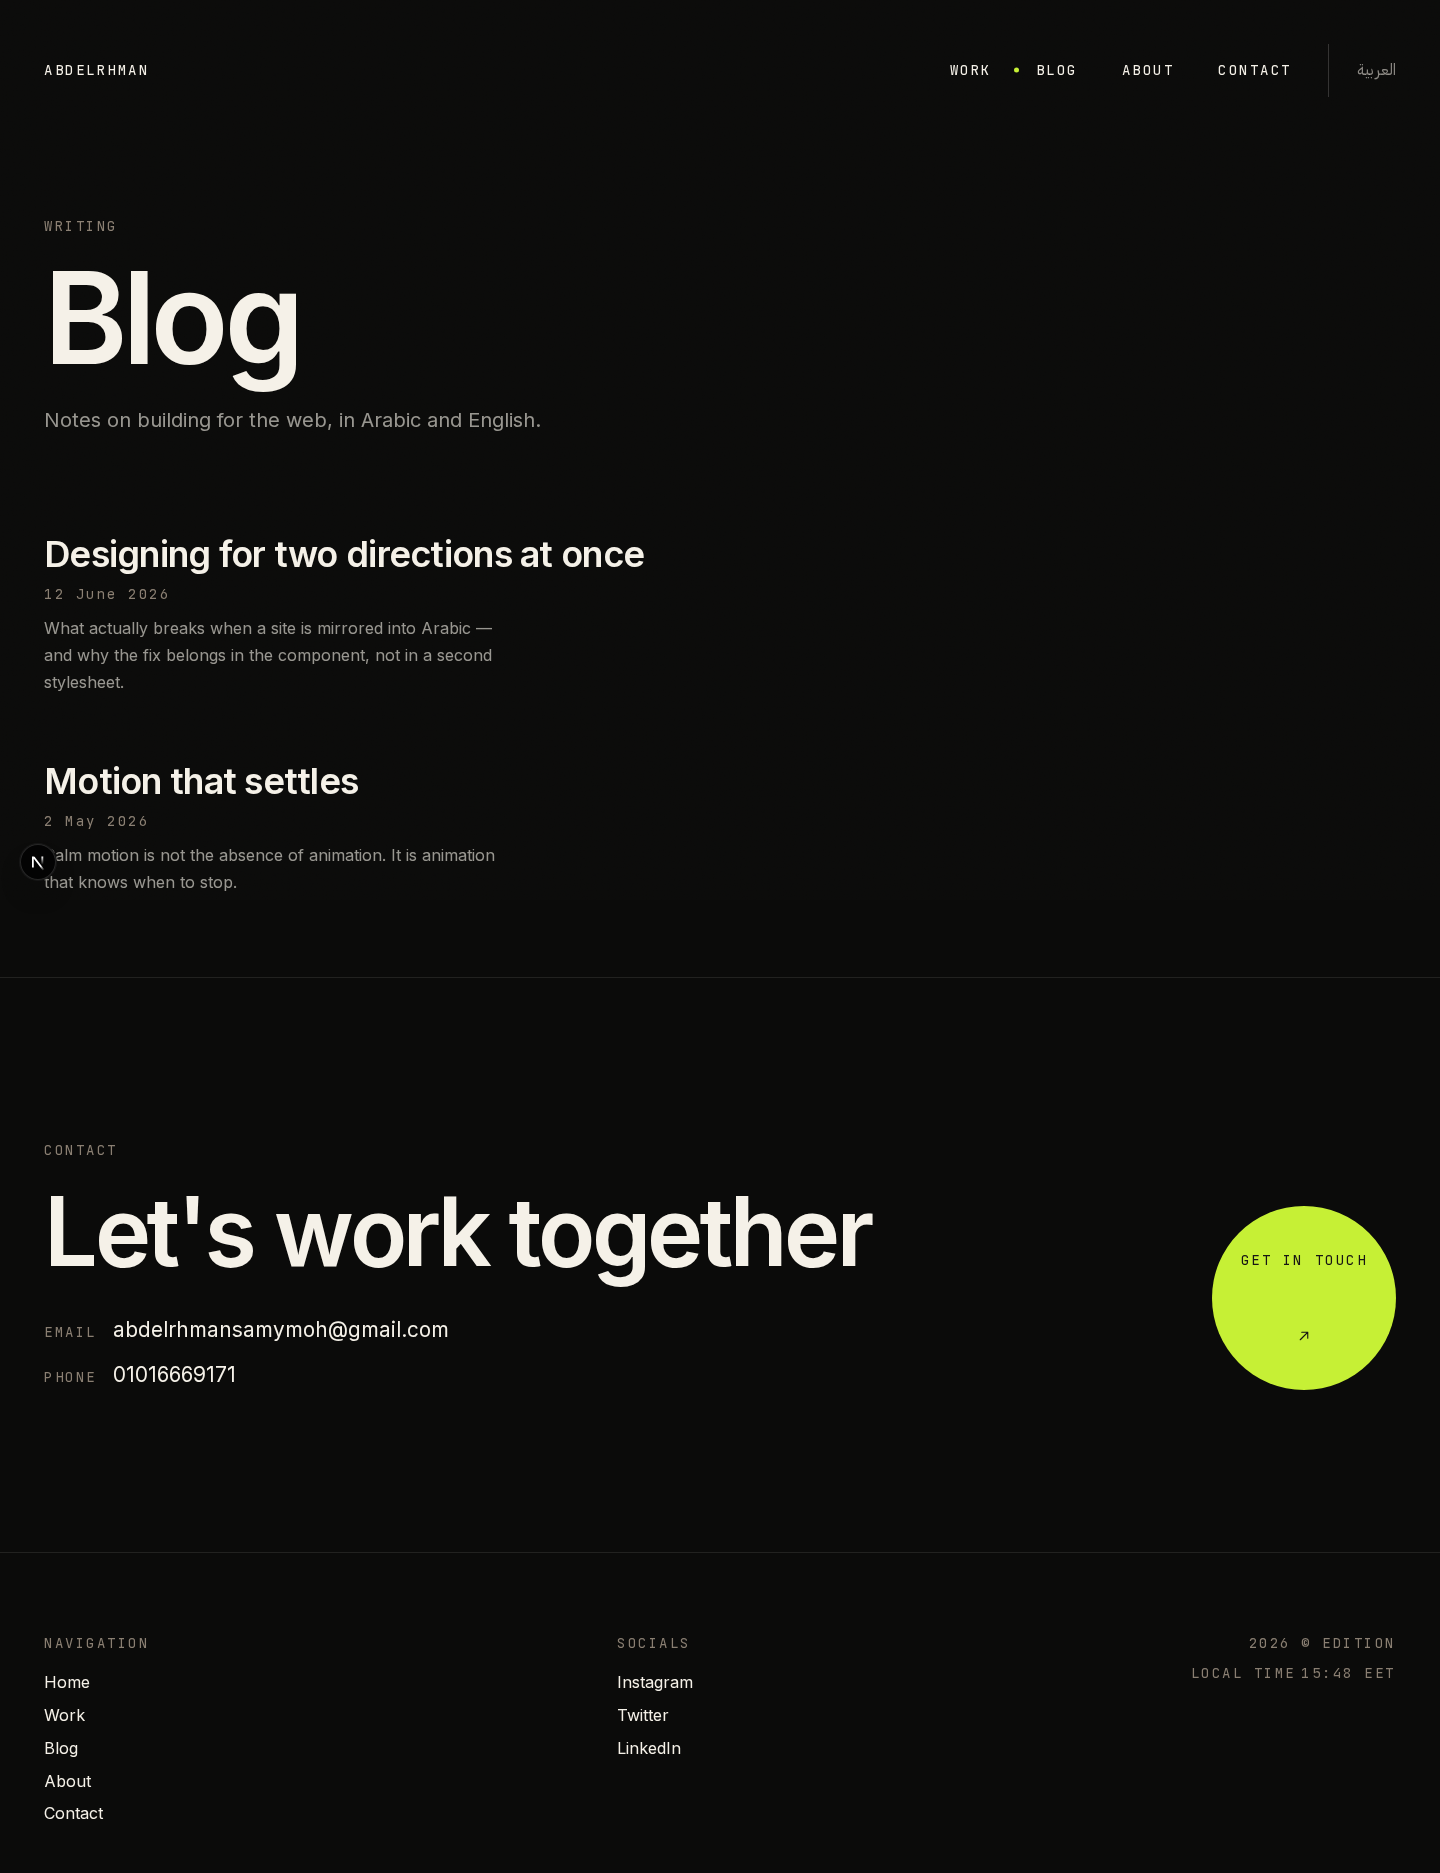 ABDELRHMAN
WORK • BLOG ABOUT CONTACT العربية
WRITING
Blog
Notes on building for the web, in Arabic and English.
Designing for two directions at once
12 June 2026
What actually breaks when a site is mirrored into Arabic —
and why the fix belongs in the component, not in a second
stylesheet.
Motion that settles
2 May 2026
alm motion is not the absence of animation. It is animation
that knows when to stop.
N
CONTACT
Let's work together
GET IN TOUCH
↗
EMAIL abdelrhmansamymoh@gmail.com
PHONE 01016669171
NAVIGATION
Home
Work
Blog
About
Contact
SOCIALS
Instagram
Twitter
LinkedIn
2026 © EDITION
LOCAL TIME 15:48 EET